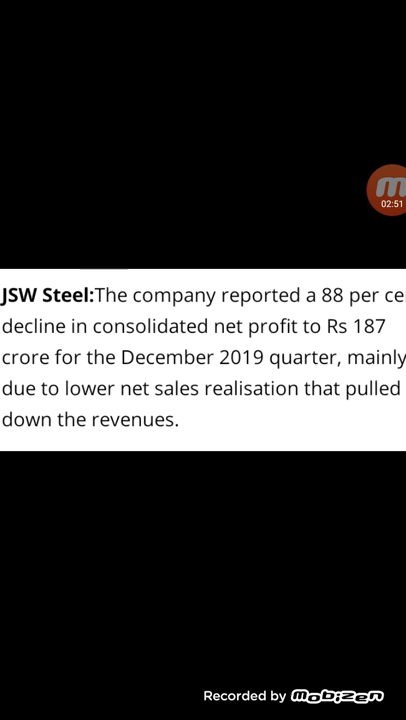 02:51
JSW Steel:The company reported a 88 per
decline in consolidated net profit to Rs 187
crore for the December 2019 quarter, mainly
due to lower net sales realisation that pulled
down the revenues.
Recorded by mobizen